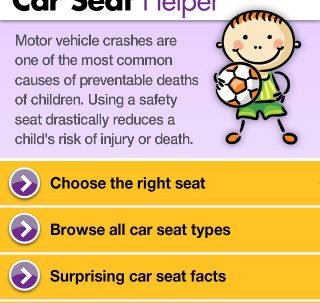 Car Seat Helper
Motor vehicle crashes are
one of the most common
causes of preventable deaths
of children. Using a safety
seat drastically reduces a
child's risk of injury or death.
Choose the right seat
Browse all car seat types
Surprising car seat facts